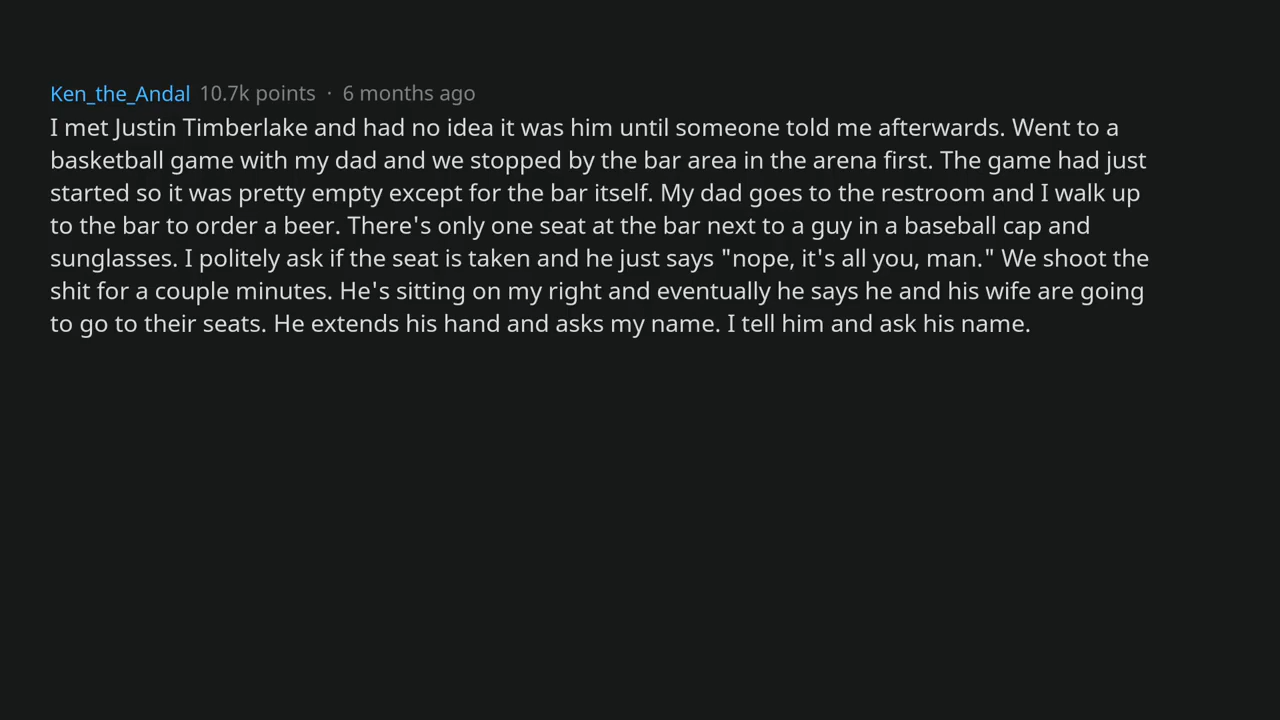 Ken_the_Andal 10.7k points · 6 months ago
I met Justin Timberlake and had no idea it was him until someone told me afterwards. Went to a
basketball game with my dad and we stopped by the bar area in the arena first. The game had just
started so it was pretty empty except for the bar itself. My dad goes to the restroom and I walk up
to the bar to order a beer. There's only one seat at the bar next to a guy in a baseball cap and
sunglasses. I politely ask if the seat is taken and he just says "nope, it's all you, man." We shoot the
shit for a couple minutes. He's sitting on my right and eventually he says he and his wife are going
to go to their seats. He extends his hand and asks my name. I tell him and ask his name.